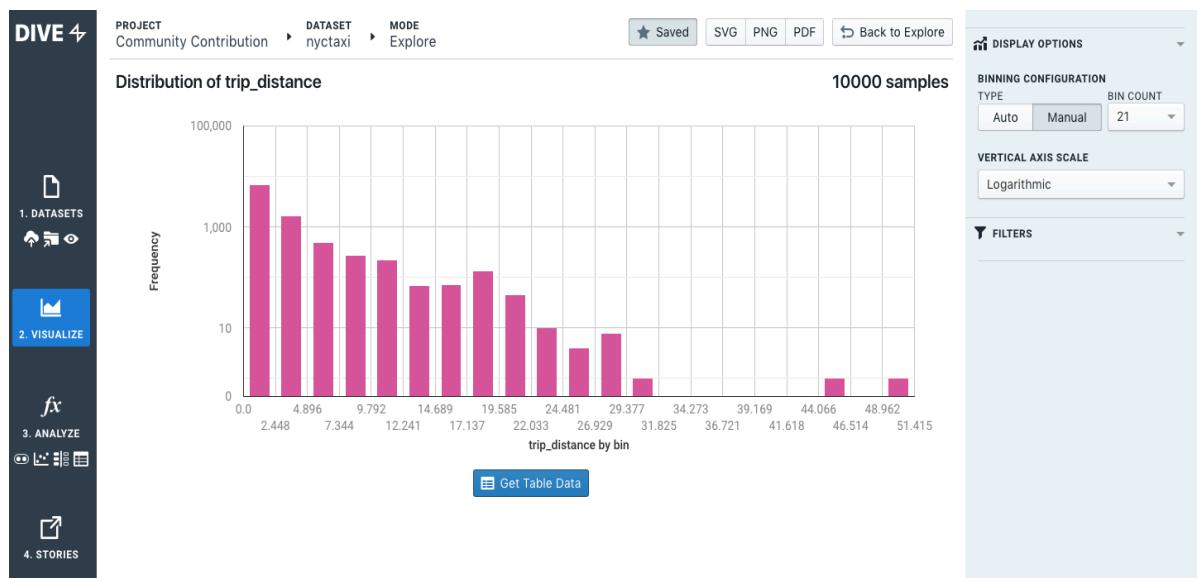 DIVE
PROJECT
Community Contribution
DATASET
nyctaxi
MODE
Explore
Saved
SVG PNG PDF
Back to Explore
Distribution of trip_distance
10000 samples
1. DATASETS
2. VISUALIZE
fx
3. ANALYZE
4. STORIES
100,000
1,000
10
0
Frequency
0.0 4.896 9.792 14.689 19.585 24.481 29.377 34.273 39.169 44.066 48.962
2.448 7.344 12.241 17.137 22.033 26.929 31.825 36.721 41.618 46.514 51.415
trip_distance by bin
Get Table Data
DISPLAY OPTIONS
BINNING CONFIGURATION
TYPE BIN COUNT
Auto Manual 21
VERTICAL AXIS SCALE
Logarithmic
FILTERS